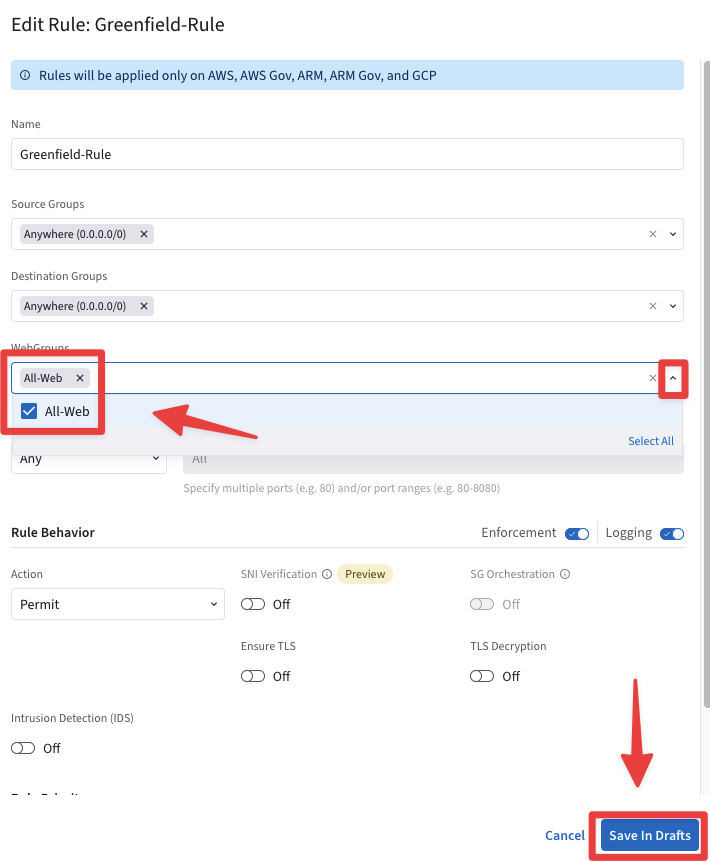 Edit Rule: Greenfield-Rule
Rules will be applied only on AWS, AWS Gov, ARM, ARM Gov, and GCP
Name
Greenfield-Rule
Source Groups
Anywhere (0.0.0.0/0)
Destination Groups
Anywhere (0.0.0.0/0)
WebGroups
All-Web
All-Web
Select All
Any All
Specify multiple ports (e.g. 80) and/or port ranges (e.g. 80-8080)
Rule Behavior Enforcement Logging
Action SNI Verification Preview SG Orchestration
Permit Off Off
Ensure TLS TLS Decryption
Off Off
Intrusion Detection (IDS)
Off
Rule Priority
Cancel Save In Drafts